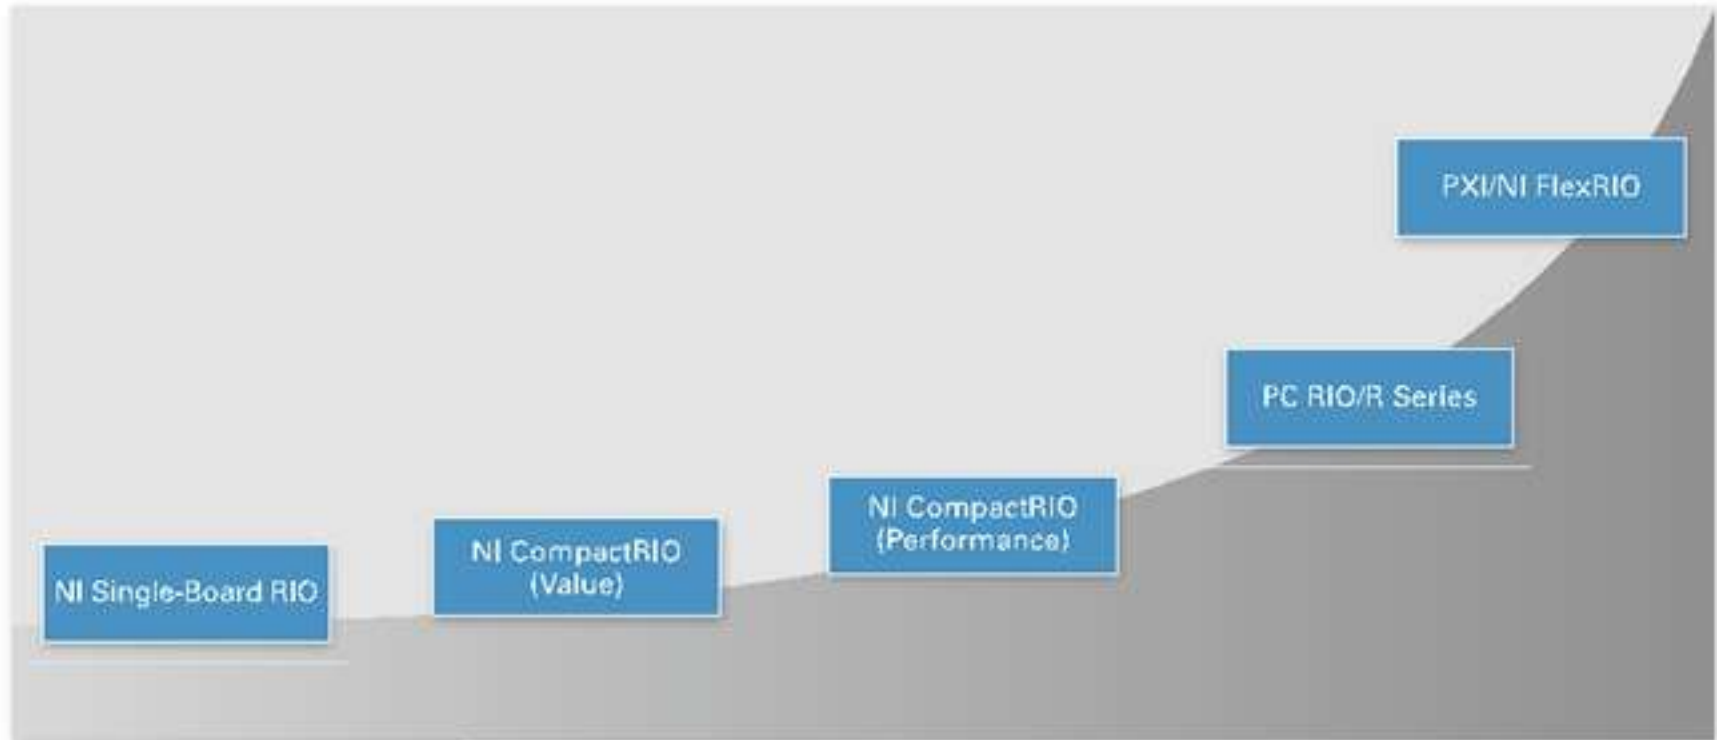 PXI/NI FlexRIO
PC RIO/R Series
NI CompactRIO
(Performance)
NI CompactRIO
(Value)
NI Single-Board RIO